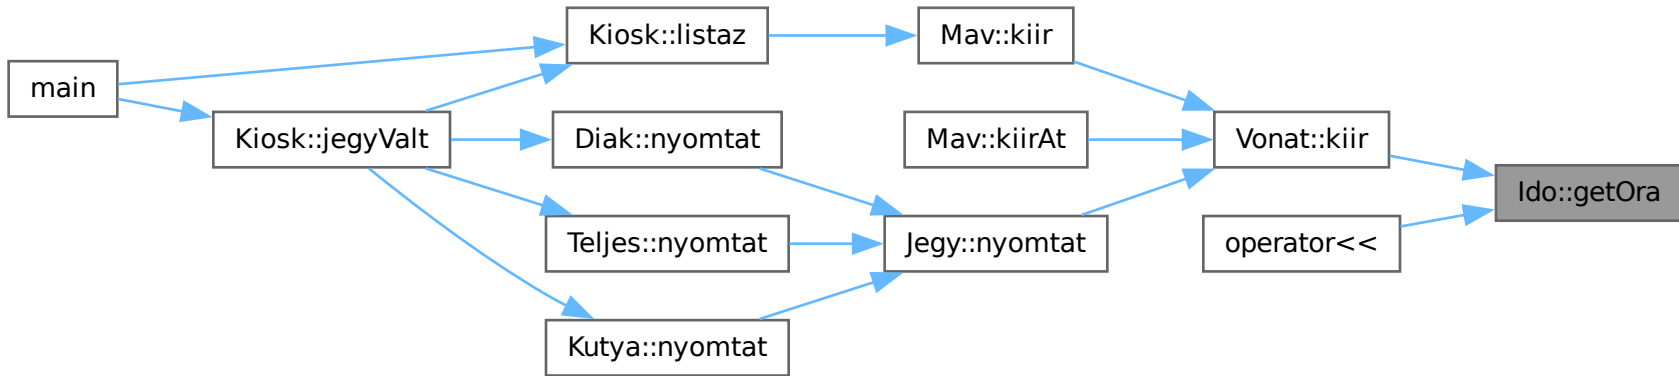 main
Kiosk::listaz
Kiosk::jegyValt
Mav::kiir
Diak::nyomtat
Mav::kiirAt
Vonat::kiir
Ido::getOra
Teljes::nyomtat
Jegy::nyomtat
operator<<
Kutya::nyomtat